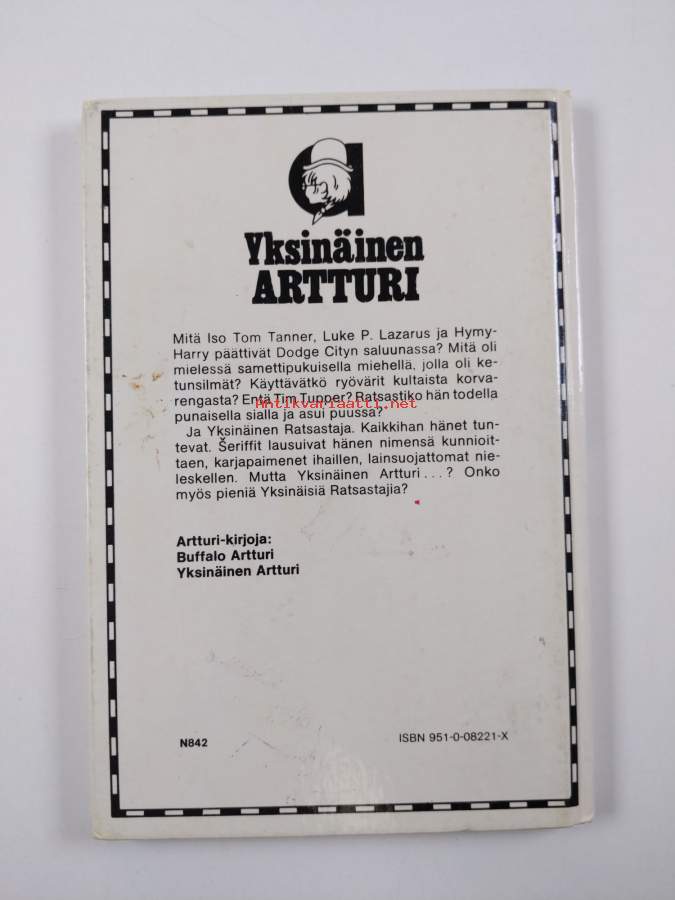 a
Yksinäinen
ARTTURI
Mitä Iso Tom Tanner, Luke P. Lazarus ja Hymy-
Harry päättivät Dodge Cityn saluunassa? Mitä oli
mielessä samettipukuisella miehellä, jolla oli ke-
tunsilmät? Käyttävätkö ryövärit kultaista korva-
rengasta? Entä Tim Tupper? Ratsastiko hän todella
Antikvariaatti.net
punaisella sialla ja asui puussa?
Ja Yksinäinen Ratsastaja. Kaikkihan hänet tun-
tevat. Šeriffit lausuivat hänen nimensä kunnioit-
taen, karjapaimenet ihaillen, lainsuojattomat nie-
leskellen. Mutta Yksinäinen Artturi...? Onko
myös pieniä Yksinäisiä Ratsastajia?
Artturi-kirjoja:
Buffalo Artturi
Yksinäinen Artturi
N842
ISBN 951-0-08221-X